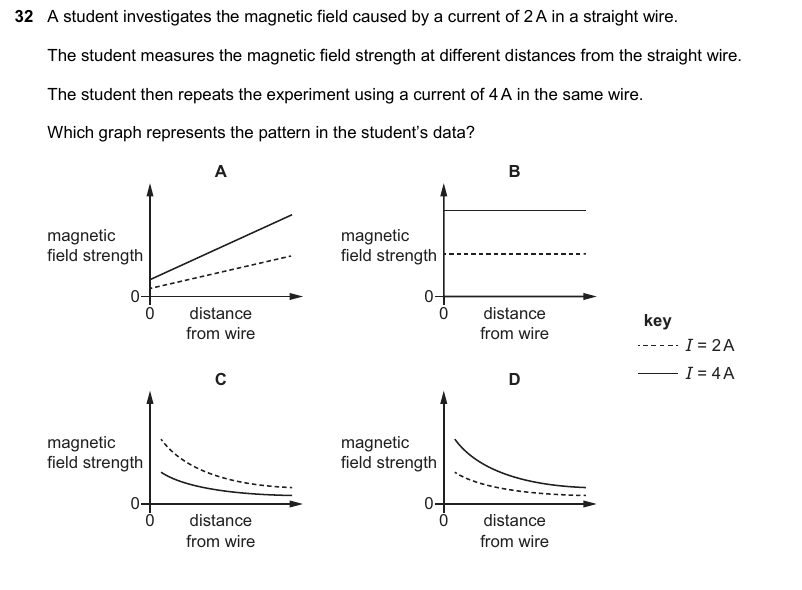 32 A student investigates the magnetic field caused by a current of 2 A in a straight wire.
The student measures the magnetic field strength at different distances from the straight wire.
The student then repeats the experiment using a current of 4 A in the same wire.
Which graph represents the pattern in the student's data?
A
magnetic
field strength
0
0
distance
from wire
B
magnetic
field strength
0
0
distance
from wire
key
I = 2 A
I = 4 A
C
magnetic
field strength
0
0
distance
from wire
D
magnetic
field strength
0
0
distance
from wire